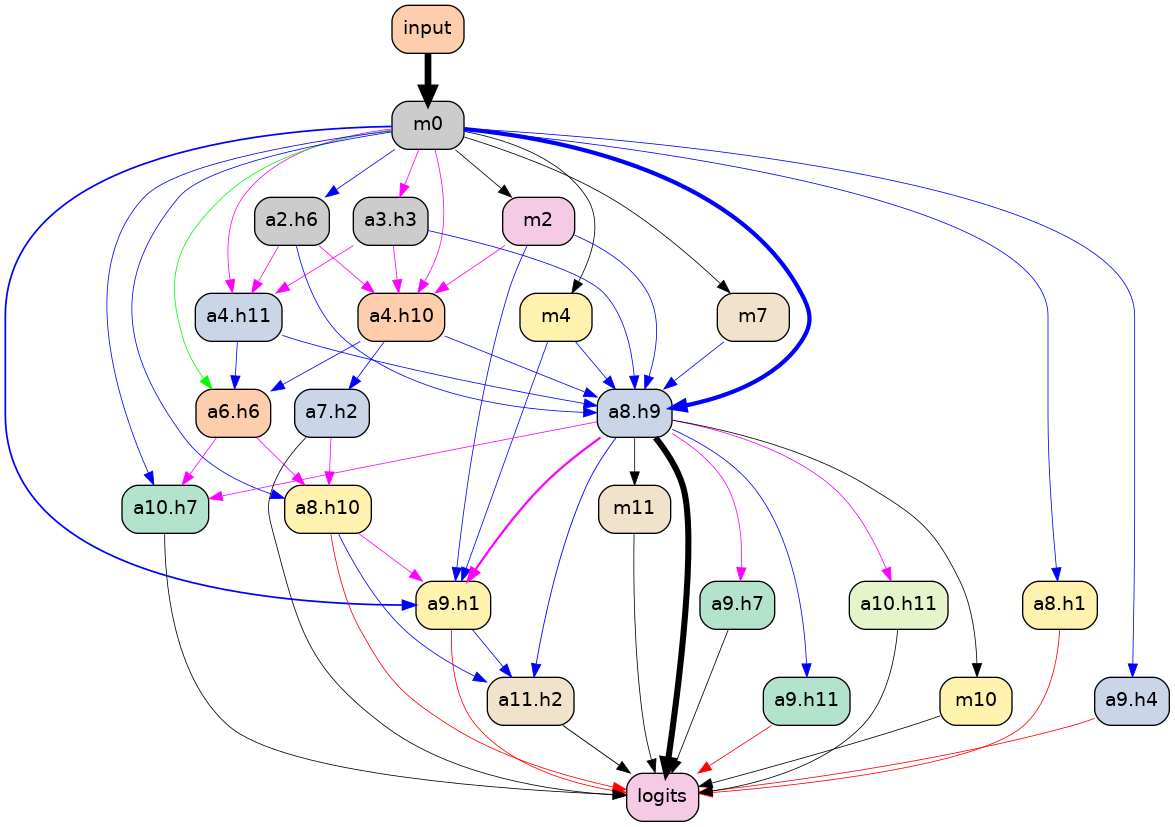 input
m0
a2.h6 a3.h3 m2
a4.h11 a4.h10 m4 m7
a6.h6 a7.h2 a8.h9
a10.h7 a8.h10 m11
a9.h1 a9.h7 a10.h11 a8.h1
a11.h2 a9.h11 m10 a9.h4
logits